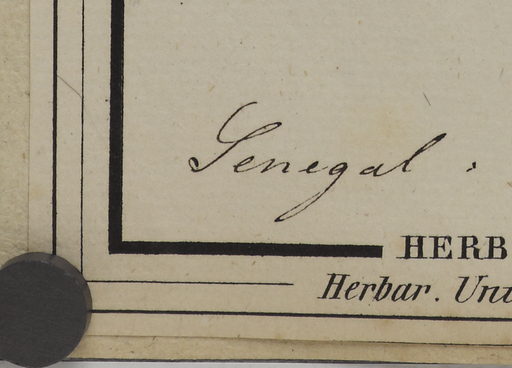 Senegal.
HERB
Herbar. Uni